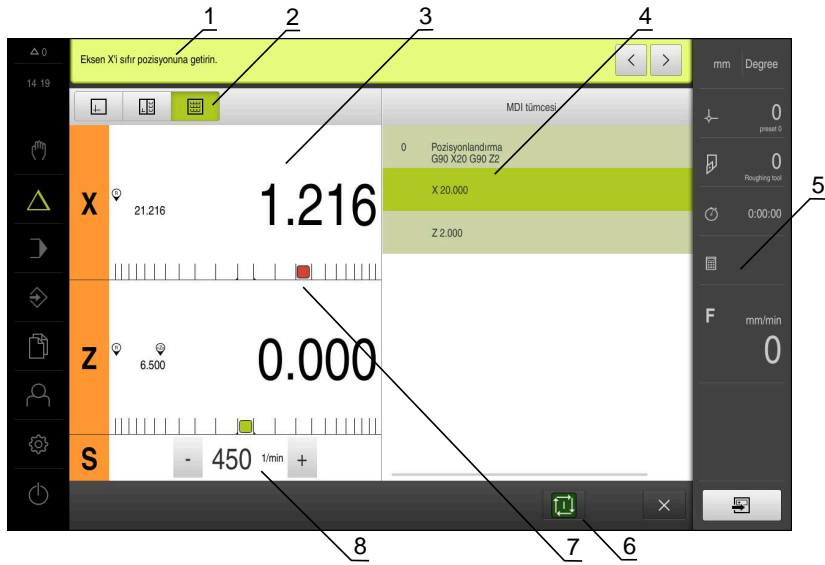 1
2
3
4
0
14 19
Eksen X'i sıfır pozisyonuna getirin.
mm
Degree
MDI tümcesi
0
preset 0
0
Pozisyonlandırma
G90 X20 G90 Z2
X
R
21.216
1.216
X 20.000
0
Roughing tool
5
0:00:00
Z 2.000
F
mm/min
0
Z
R
6.500
0.000
S
-
450
1/min
+
8
7
6